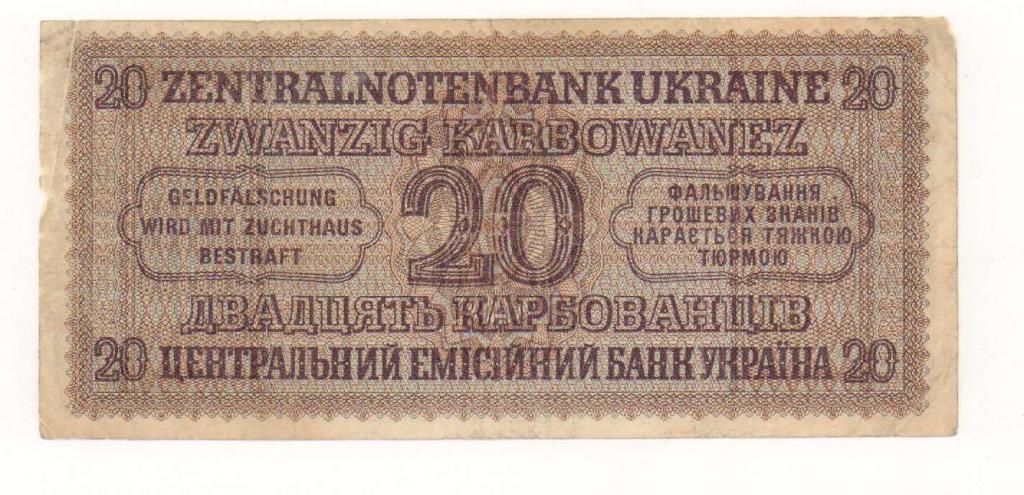 20 ZENTRALNOTENBANK UKRAINE 20
ZWANZIG KARBOWANEZ
GELDFÄLSCHUNG
WIRD MIT ZUCHTHAUS
BESTRAFT
20
ФАЛЬШУВАННЯ
ГРОШЕВИХ ЗНАКІВ
КАРАЄТЬСЯ ТЯЖКОЮ
ТЮРМОЮ
ДВАДЦЯТЬ КАРБОВАНЦІВ
20 ЦЕНТРАЛЬНИЙ ЕМІСІЙНИЙ БАНК УКРАЇНА 20